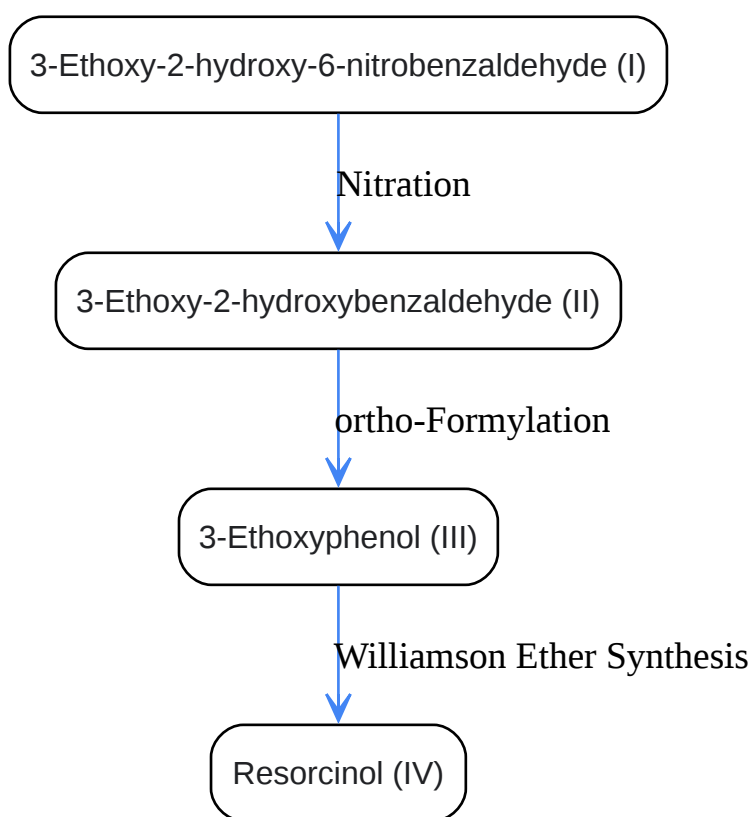 3-Ethoxy-2-hydroxy-6-nitrobenzaldehyde (I)
Nitration
3-Ethoxy-2-hydroxybenzaldehyde (II)
ortho-Formylation
3-Ethoxyphenol (III)
Williamson Ether Synthesis
Resorcinol (IV)